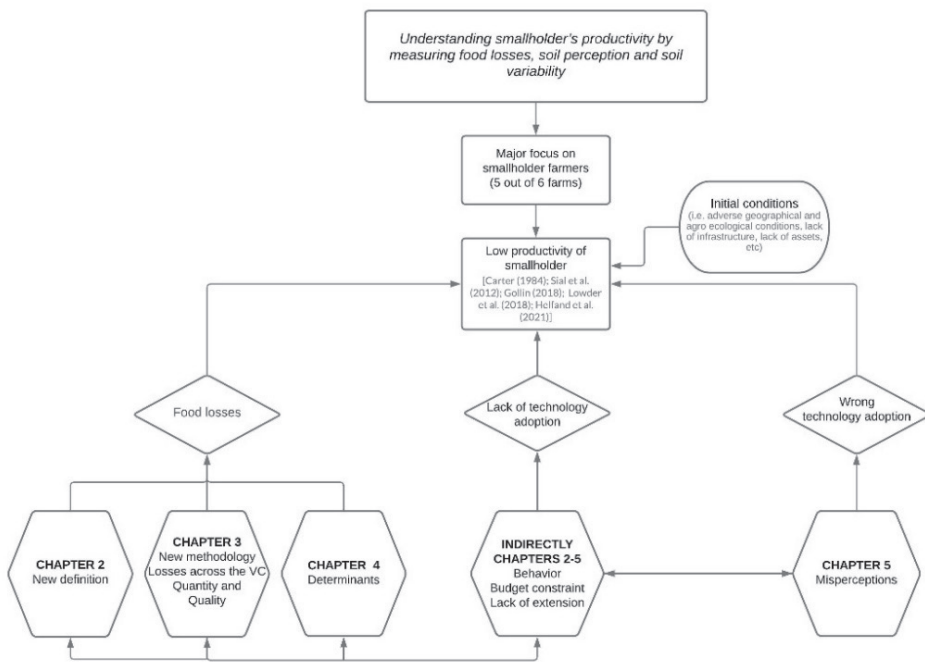 Understanding smallholder's productivity by
measuring food losses, soil perception and soil
variability
Major focus on
smallholder farmers
(5 out of 6 farms)
Initial conditions
(i.e. adverse geographical and
agro ecological conditions, lack
of infrastructure, lack of assets,
etc)
Low productivity of
smallholder
[Carter (1984); Sial et al.
(2012); Gollin (2018); Lowder
et al. (2018); Helfand et al.
(2021)]
Food losses
Lack of technology
adoption
Wrong
technology adoption
CHAPTER 2
New definition
CHAPTER 3
New methodology
Losses across the VC
Quantity and
Quality
CHAPTER 4
Determinants
INDIRECTLY
CHAPTERS 2-5
Behavior
Budget constraint
Lack of extension
CHAPTER 5
Misperceptions